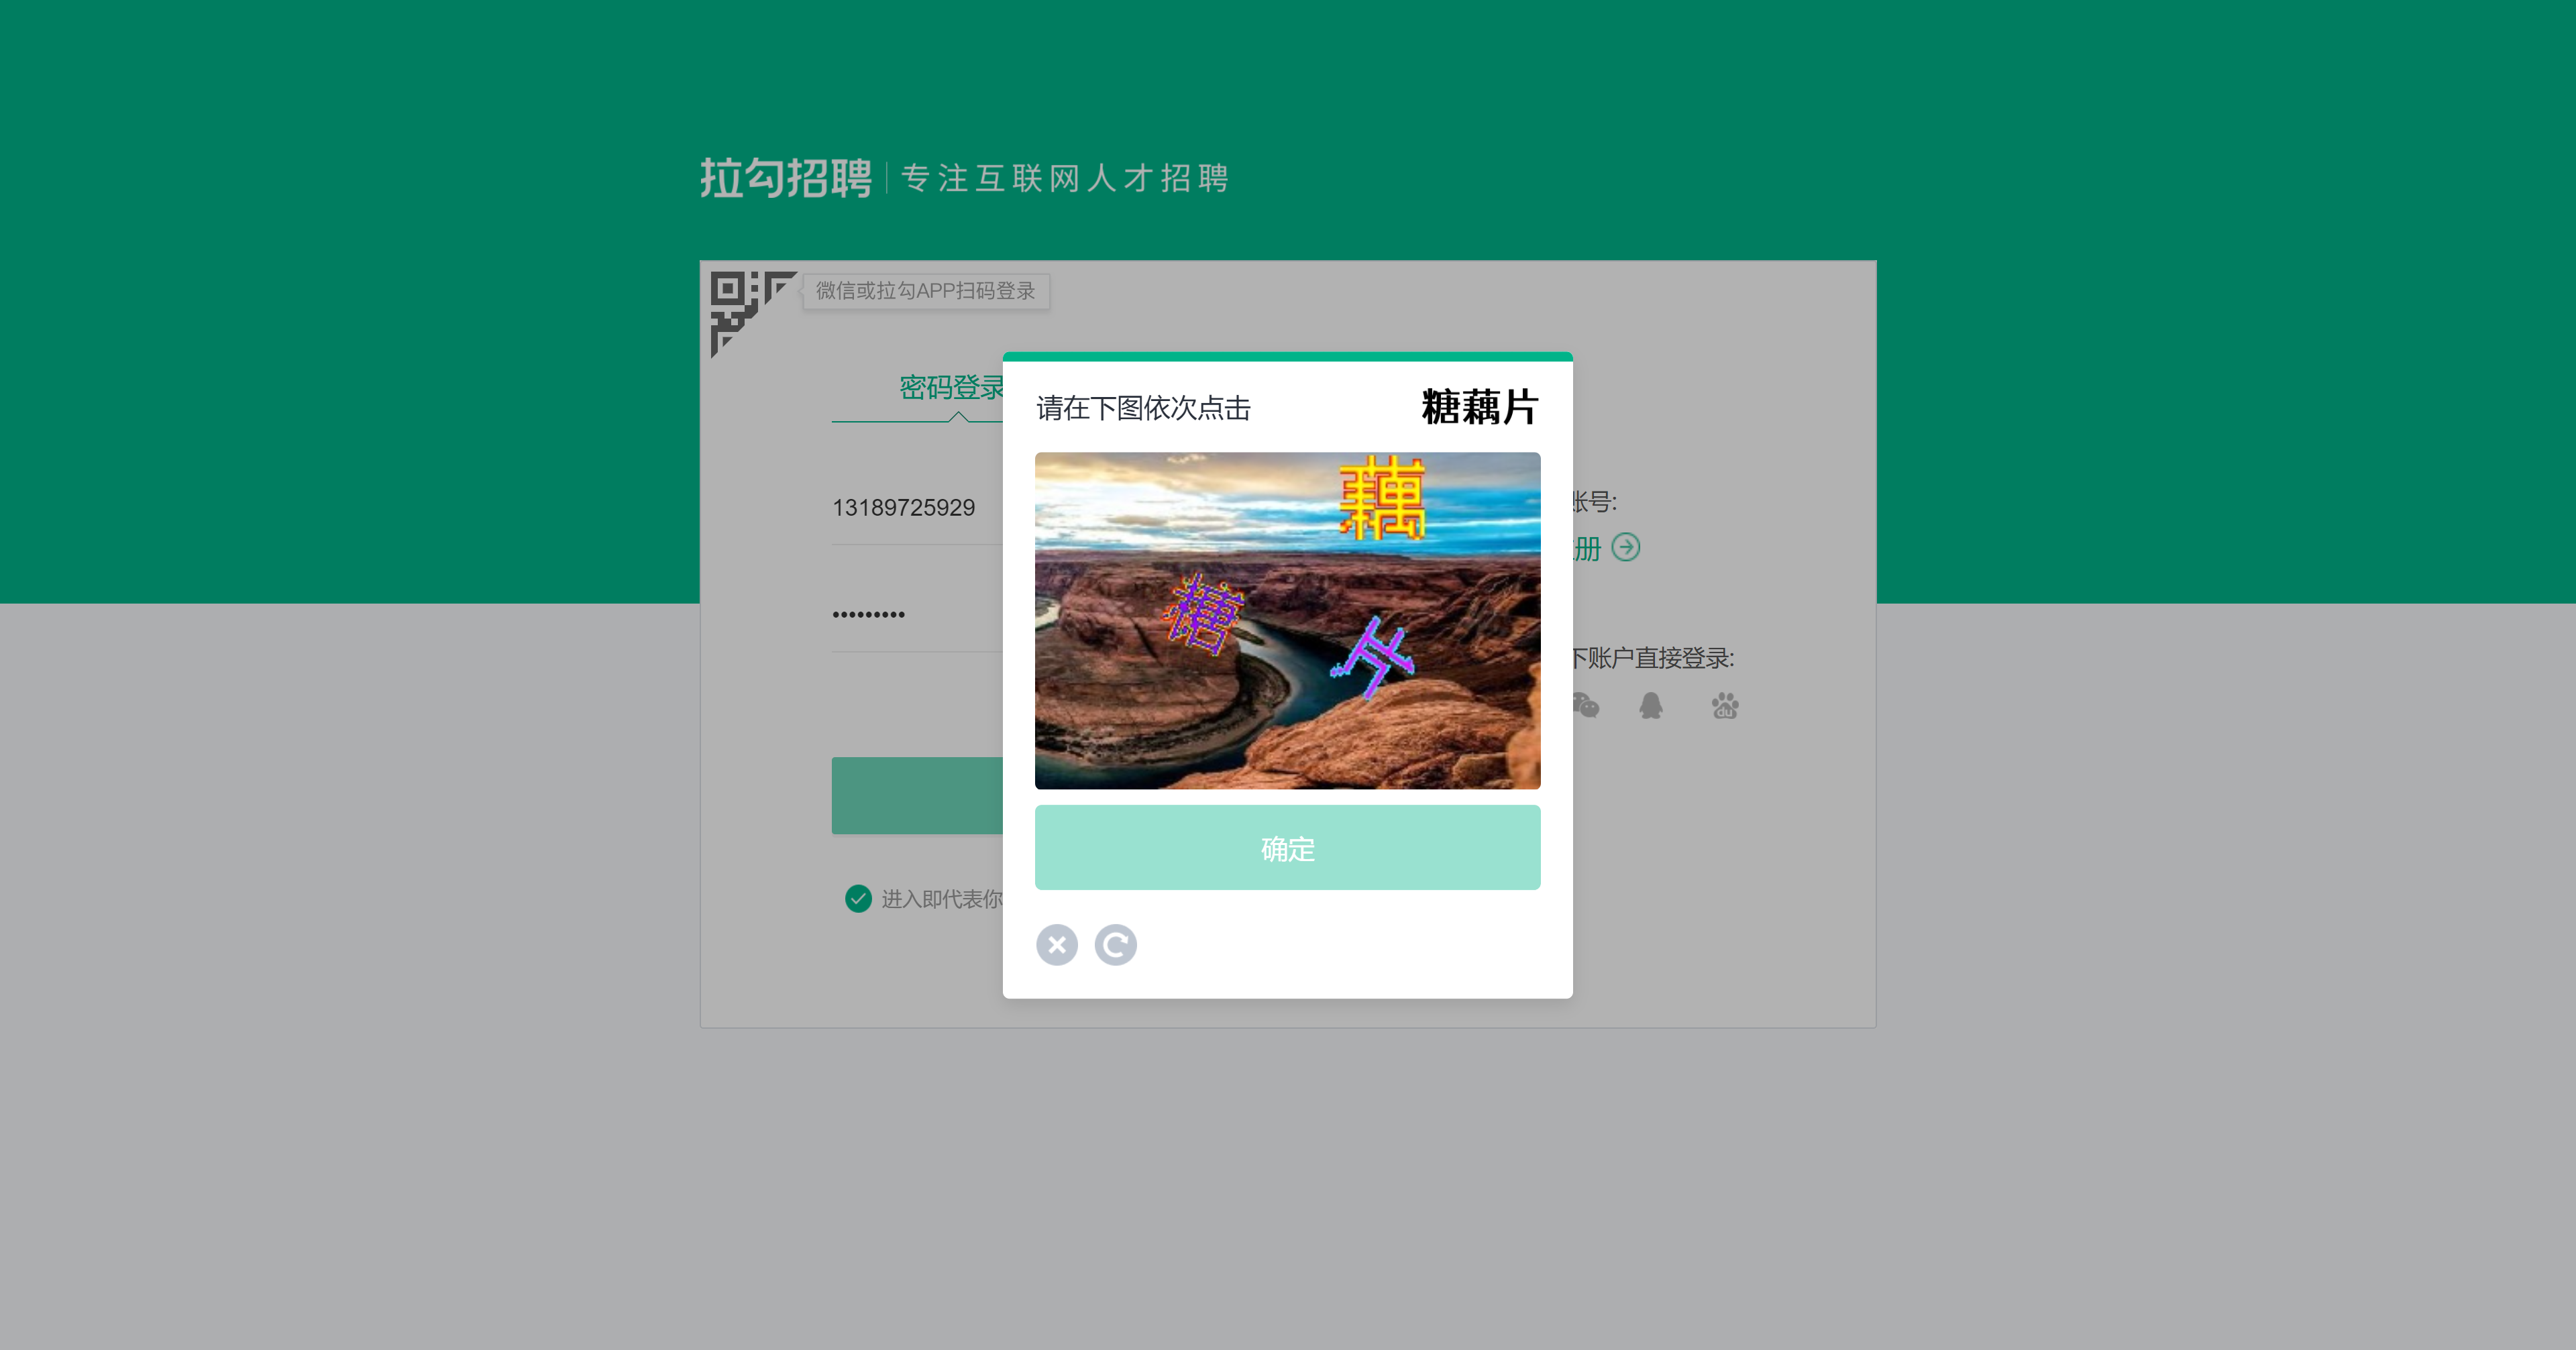 拉勾招聘 专注互联网人才招聘
微信或拉勾APP扫码登录
密码登录
请在下图依次点击 糖藕片
藕
糖
片
13189725929
账号:
册
下账户直接登录:
du
确定
进入即代表你